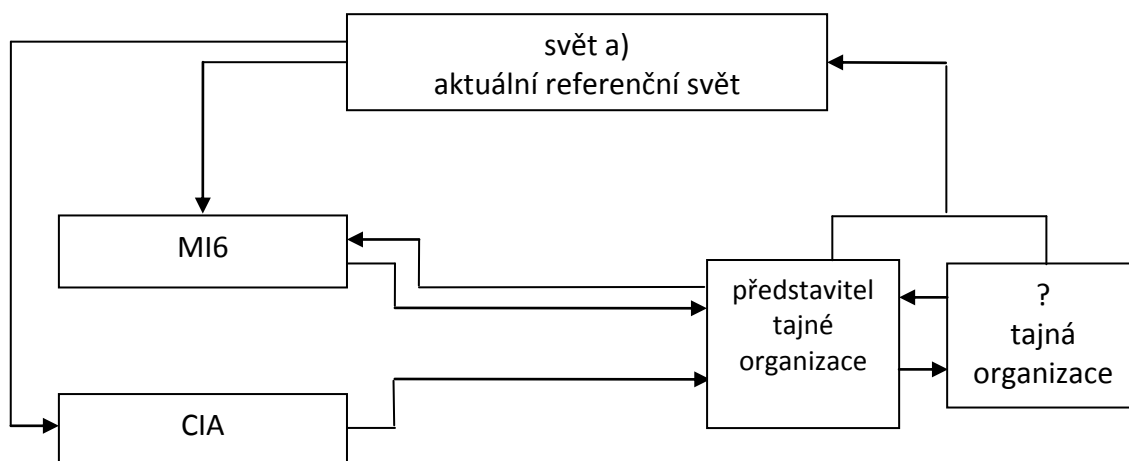 svět a)
aktuální referenční svět
MI6
představitel
tajné
organizace
?
tajná
organizace
CIA